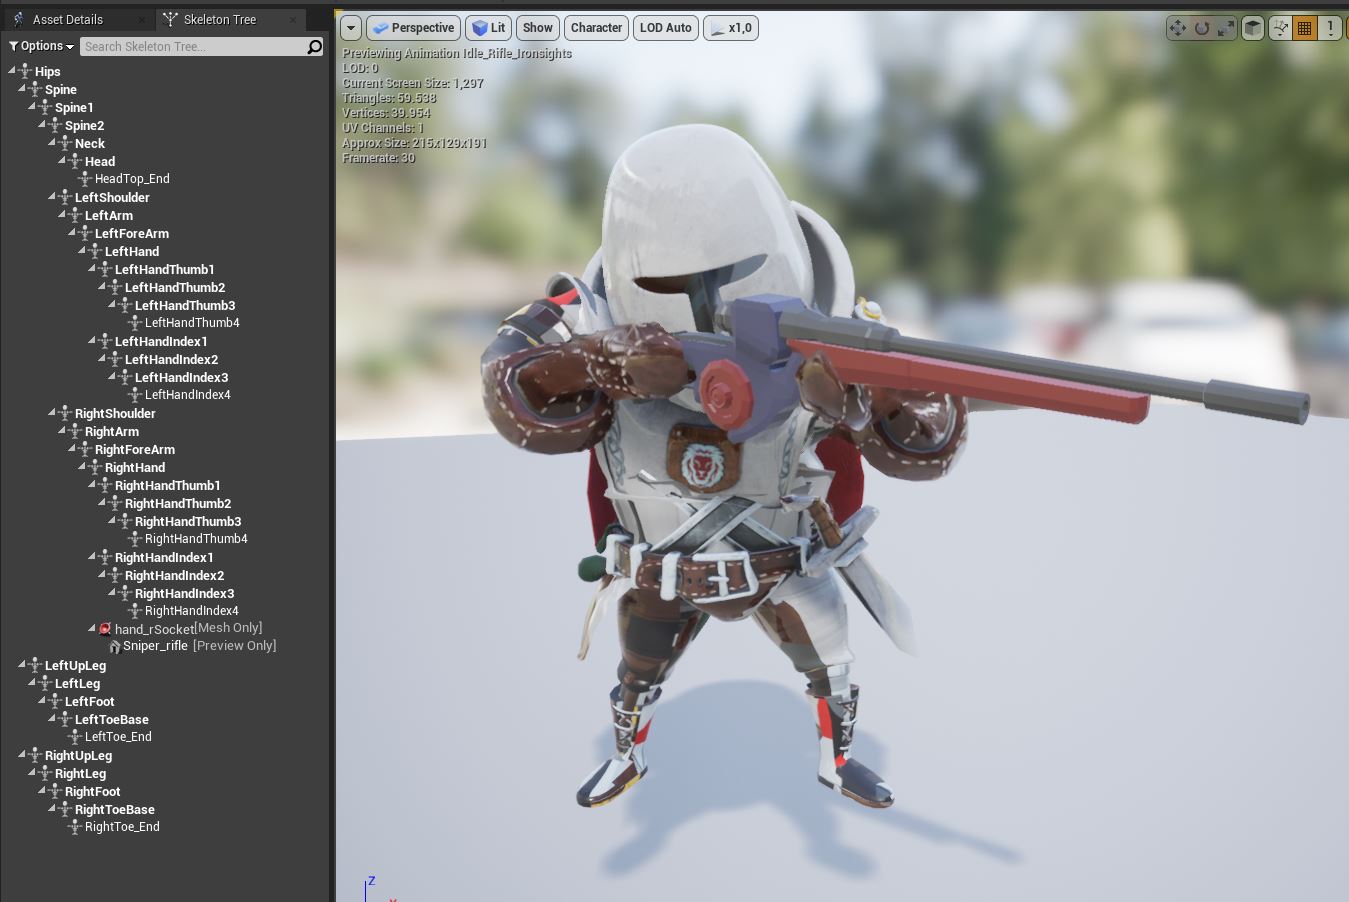 Asset Details
Skeleton Tree
Options
Search Skeleton Tree...
Hips
Spine
Spine1
Spine2
Neck
Head
HeadTop_End
LeftShoulder
LeftArm
LeftForeArm
LeftHand
LeftHandThumb1
LeftHandThumb2
LeftHandThumb3
LeftHandThumb4
LeftHandIndex1
LeftHandIndex2
LeftHandIndex3
LeftHandIndex4
RightShoulder
RightArm
RightForeArm
RightHand
RightHandThumb1
RightHandThumb2
RightHandThumb3
RightHandThumb4
RightHandIndex1
RightHandIndex2
RightHandIndex3
RightHandIndex4
hand_rSocket[Mesh Only]
Sniper_rifle [Preview Only]
LeftUpLeg
LeftLeg
LeftFoot
LeftToeBase
LeftToe_End
RightUpLeg
RightLeg
RightFoot
RightToeBase
RightToe_End
Perspective
Lit
Show
Character
LOD Auto
x1,0
Previewing Animation Idle_Rifle_Ironsights
LOD: 0
Current Screen Size: 1,297
Triangles: 59.538
Vertices: 39.954
UV Channels: 1
Approx Size: 215x129x191
Framerate: 30
Z